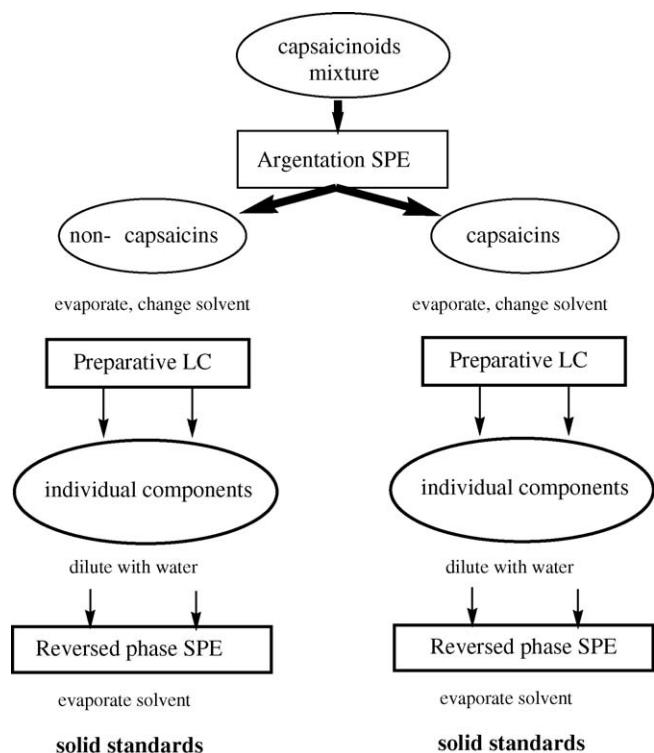 capsaicinoids
mixture
Argentation SPE
non- capsaicins
capsaicins
evaporate, change solvent
evaporate, change solvent
Preparative LC
Preparative LC
individual components
individual components
dilute with water
dilute with water
Reversed phase SPE
Reversed phase SPE
evaporate solvent
evaporate solvent
solid standards
solid standards